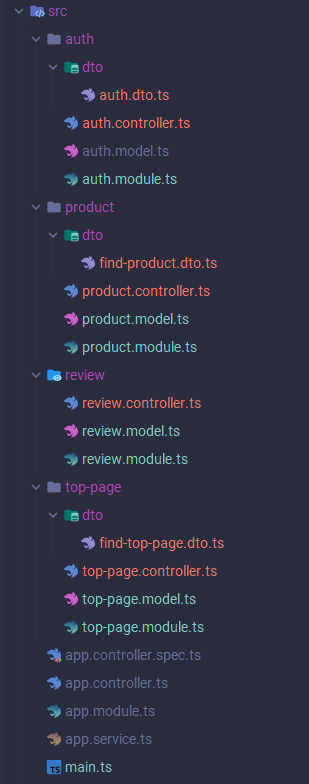 src
auth
dto
auth.dto.ts
auth.controller.ts
auth.model.ts
auth.module.ts
product
dto
find-product.dto.ts
product.controller.ts
product.model.ts
product.module.ts
review
review.controller.ts
review.model.ts
review.module.ts
top-page
dto
find-top-page.dto.ts
top-page.controller.ts
top-page.model.ts
top-page.module.ts
app.controller.spec.ts
app.controller.ts
app.module.ts
app.service.ts
TS main.ts